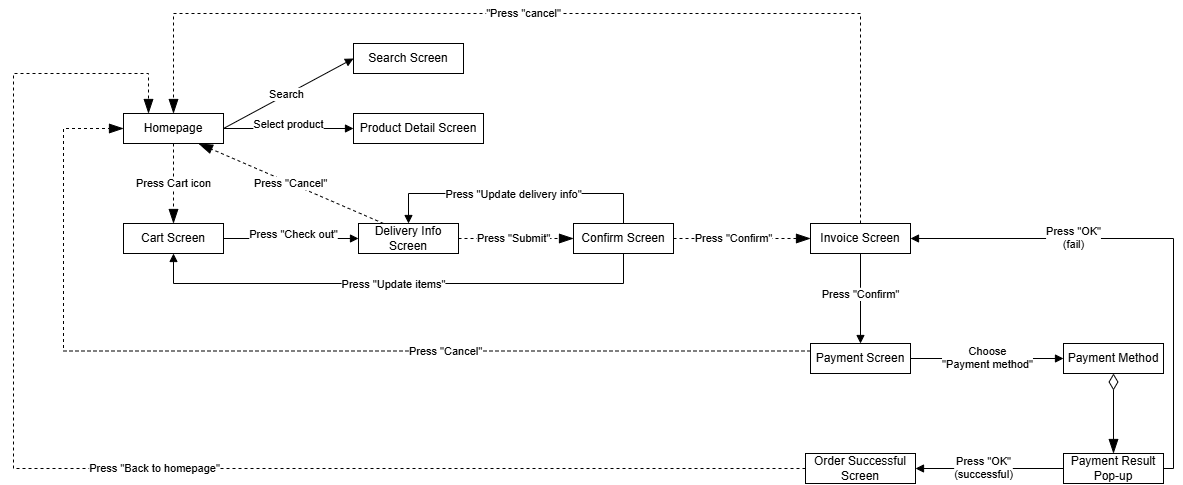 "Press "cancel"
Search Screen
Search
Homepage
Select product
Product Detail Screen
Press Cart icon
Press "Cancel"
Press "Update delivery info"
Cart Screen
Press "Check out"
Delivery Info
Screen
Press "Submit"
Confirm Screen
Press "Confirm"
Invoice Screen
Press "OK"
(fail)
Press "Update items"
Press "Confirm"
Press "Cancel"
Payment Screen
Choose
"Payment method"
Payment Method
Press "Back to homepage"
Order Successful
Screen
Press "OK"
(successful)
Payment Result
Pop-up